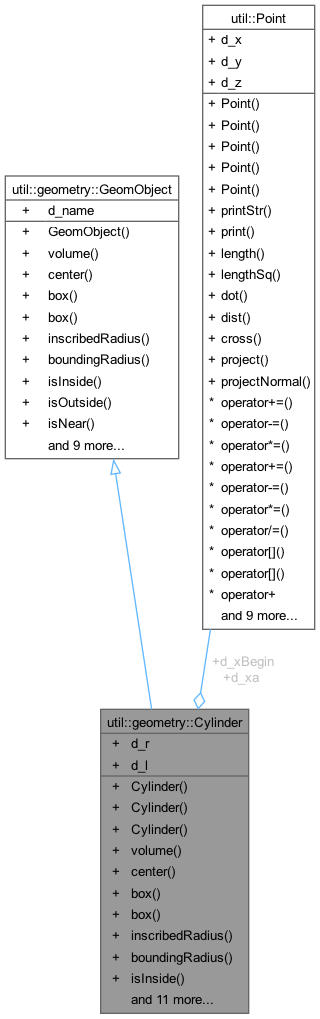 util::Point
+ d_x
+ d_y
+ d_z
+ Point()
+ Point()
+ Point()
+ Point()
+ Point()
+ printStr()
+ print()
+ length()
+ lengthSq()
+ dot()
+ dist()
+ cross()
+ project()
+ projectNormal()
* operator+=()
* operator-=()
* operator*=()
* operator+=()
* operator-=()
* operator*=()
* operator/=()
* operator[]()
* operator[]()
* operator+
and 9 more...
util::geometry::GeomObject
+ d_name
+ GeomObject()
+ volume()
+ center()
+ box()
+ box()
+ inscribedRadius()
+ boundingRadius()
+ isInside()
+ isOutside()
+ isNear()
and 9 more...
+d_xBegin
+d_xa
util::geometry::Cylinder
+ d_r
+ d_l
+ Cylinder()
+ Cylinder()
+ Cylinder()
+ volume()
+ center()
+ box()
+ box()
+ inscribedRadius()
+ boundingRadius()
+ isInside()
and 11 more...